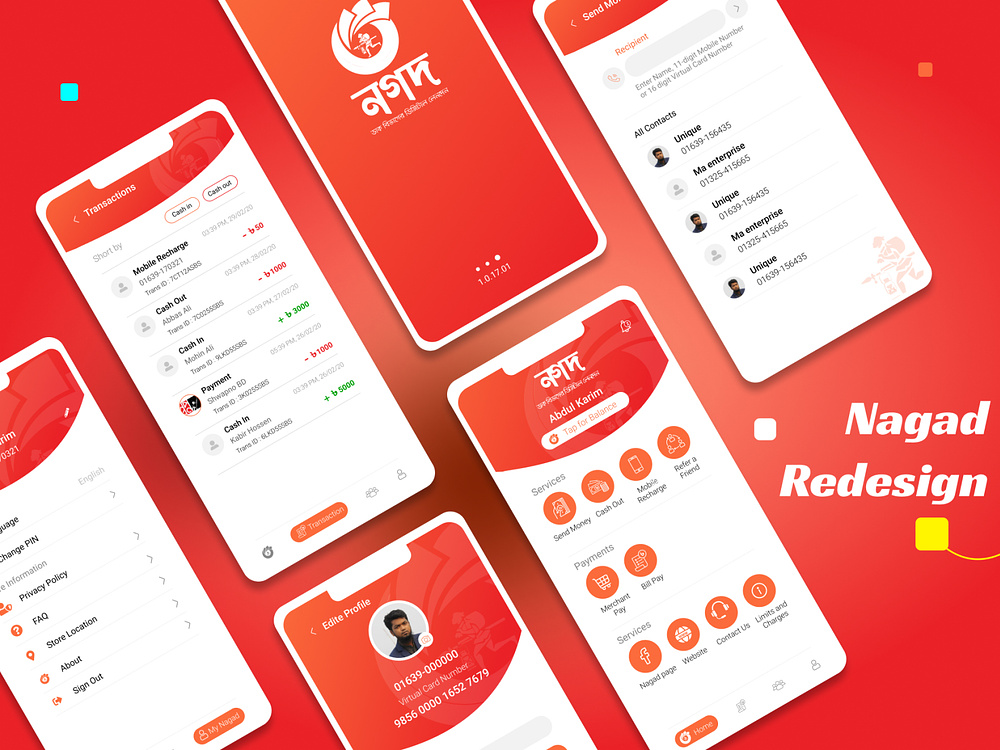 Transactions
Cash in
Cash out
Short by
03:39 PM, 29/02/20
Mobile Recharge
01639-170321
Trans ID : 7CT12ASBS
- ৳ 50
03:39 PM, 28/02/20
Cash Out
Abbas Ali
Trans ID : 7C02555BS
- ৳ 1000
03:39 PM, 27/02/20
Cash In
Mohin Ali
Trans ID : 9LKD555BS
+ ৳ 3000
05:39 PM, 26/02/20
Payment
Shwapno BD
Trans ID : 3K02555BS
- ৳ 1000
03:39 PM, 26/02/20
Cash In
Kabir Hossen
Trans ID : 6LKD555BS
+ ৳ 5000
Transaction
নগদ
ডাক বিভাগের ডিজিটাল লেনদেন
1.0.17.01
Send Mo
Recipient
Enter Name, 11-digit Mobile Number
or 16 digit Virtual Card Number
All Contacts
Unique
01639-156435
Ma enterprise
01325-415665
Unique
01639-156435
Ma enterprise
01325-415665
Unique
01639-156435
rim
0321
English
guage
Change PIN
re Information
Privacy Policy
FAQ
Store Location
About
Sign Out
My Nagad
Edite Profile
01639-000000
Virtual Card Number
9856 0000 1652 7679
নগদ
ডাক বিভাগের ডিজিটাল লেনদেন
Abdul Karim
Tap for Balance
Services
Send Money
Cash Out
Mobile
Recharge
Refer a
Friend
Payments
Merchant
Pay
Bill Pay
Services
Nagad page
Website
Contact Us
Limits and
Charges
Home
Nagad
Redesign